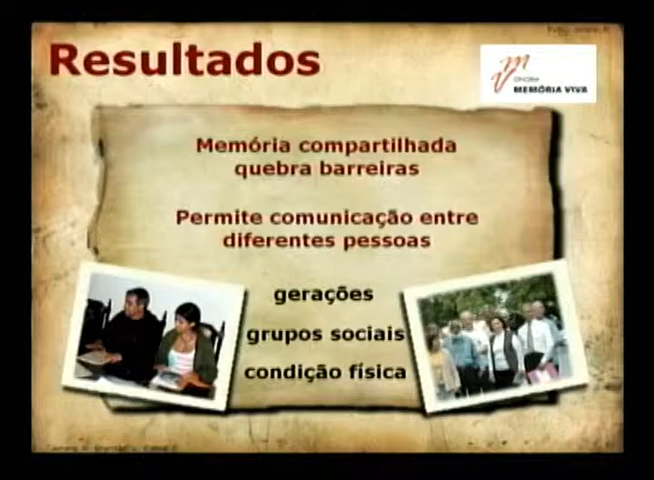 Resultados
MEMÓRIA VIVA
Memória compartilhada
quebra barreiras
Permite comunicação entre
diferentes pessoas
gerações
grupos sociais
condição física